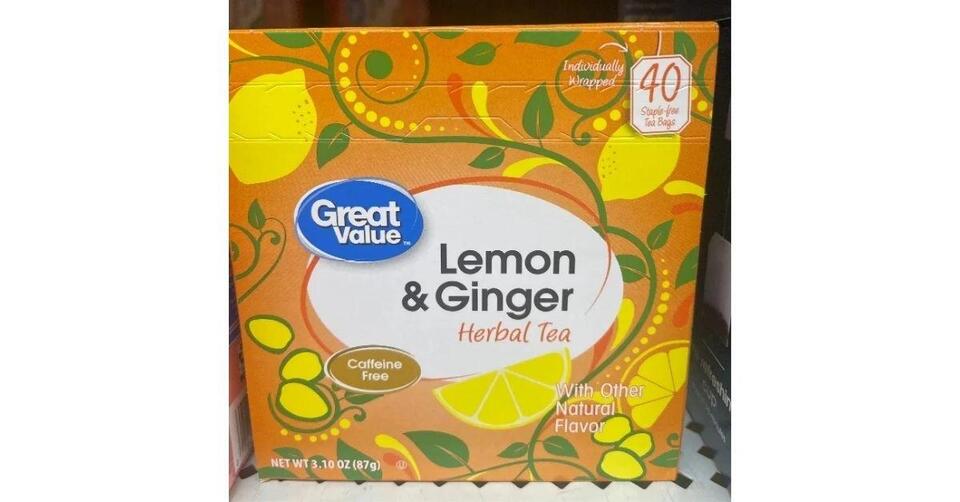 Individually
Wrapped
40
Staple-free
Tea Bags
Great
Value™
Lemon
& Ginger
Herbal Tea
Caffeine
Free
With Other
Natural
Flavor
NET WT 3.10 OZ (87g)
U